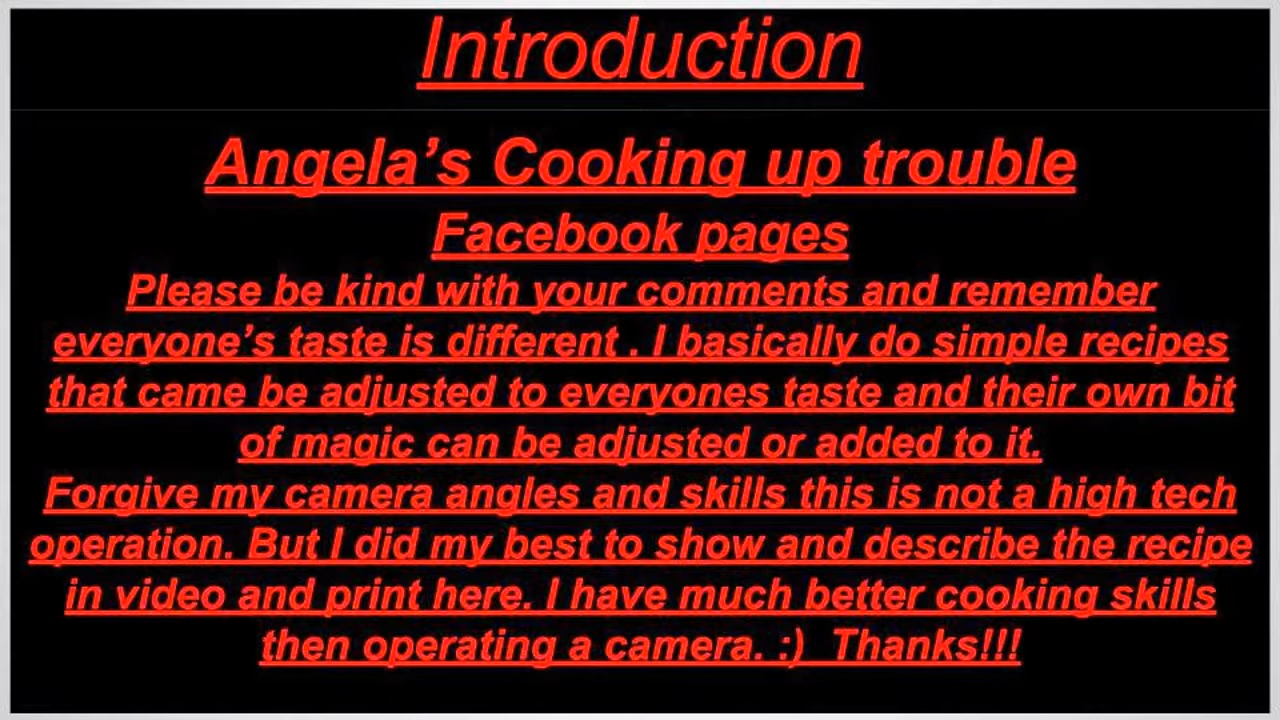 Introduction
Angela’s Cooking up trouble
Facebook pages
Please be kind with your comments and remember
everyone’s taste is different . I basically do simple recipes
that came be adjusted to everyones taste and their own bit
of magic can be adjusted or added to it.
Forgive my camera angles and skills this is not a high tech
operation. But I did my best to show and describe the recipe
in video and print here. I have much better cooking skills
then operating a camera. :)  Thanks!!!